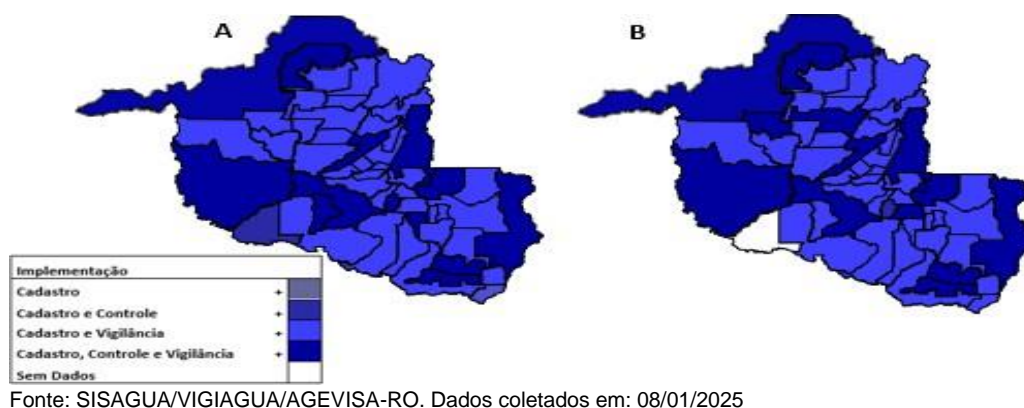 A
B
Implementação
Cadastro +
Cadastro e Controle +
Cadastro e Vigilância +
Cadastro, Controle e Vigilância +
Sem Dados
Fonte: SISAGUA/VIGIAGUA/AGEVISA-RO. Dados coletados em: 08/01/2025